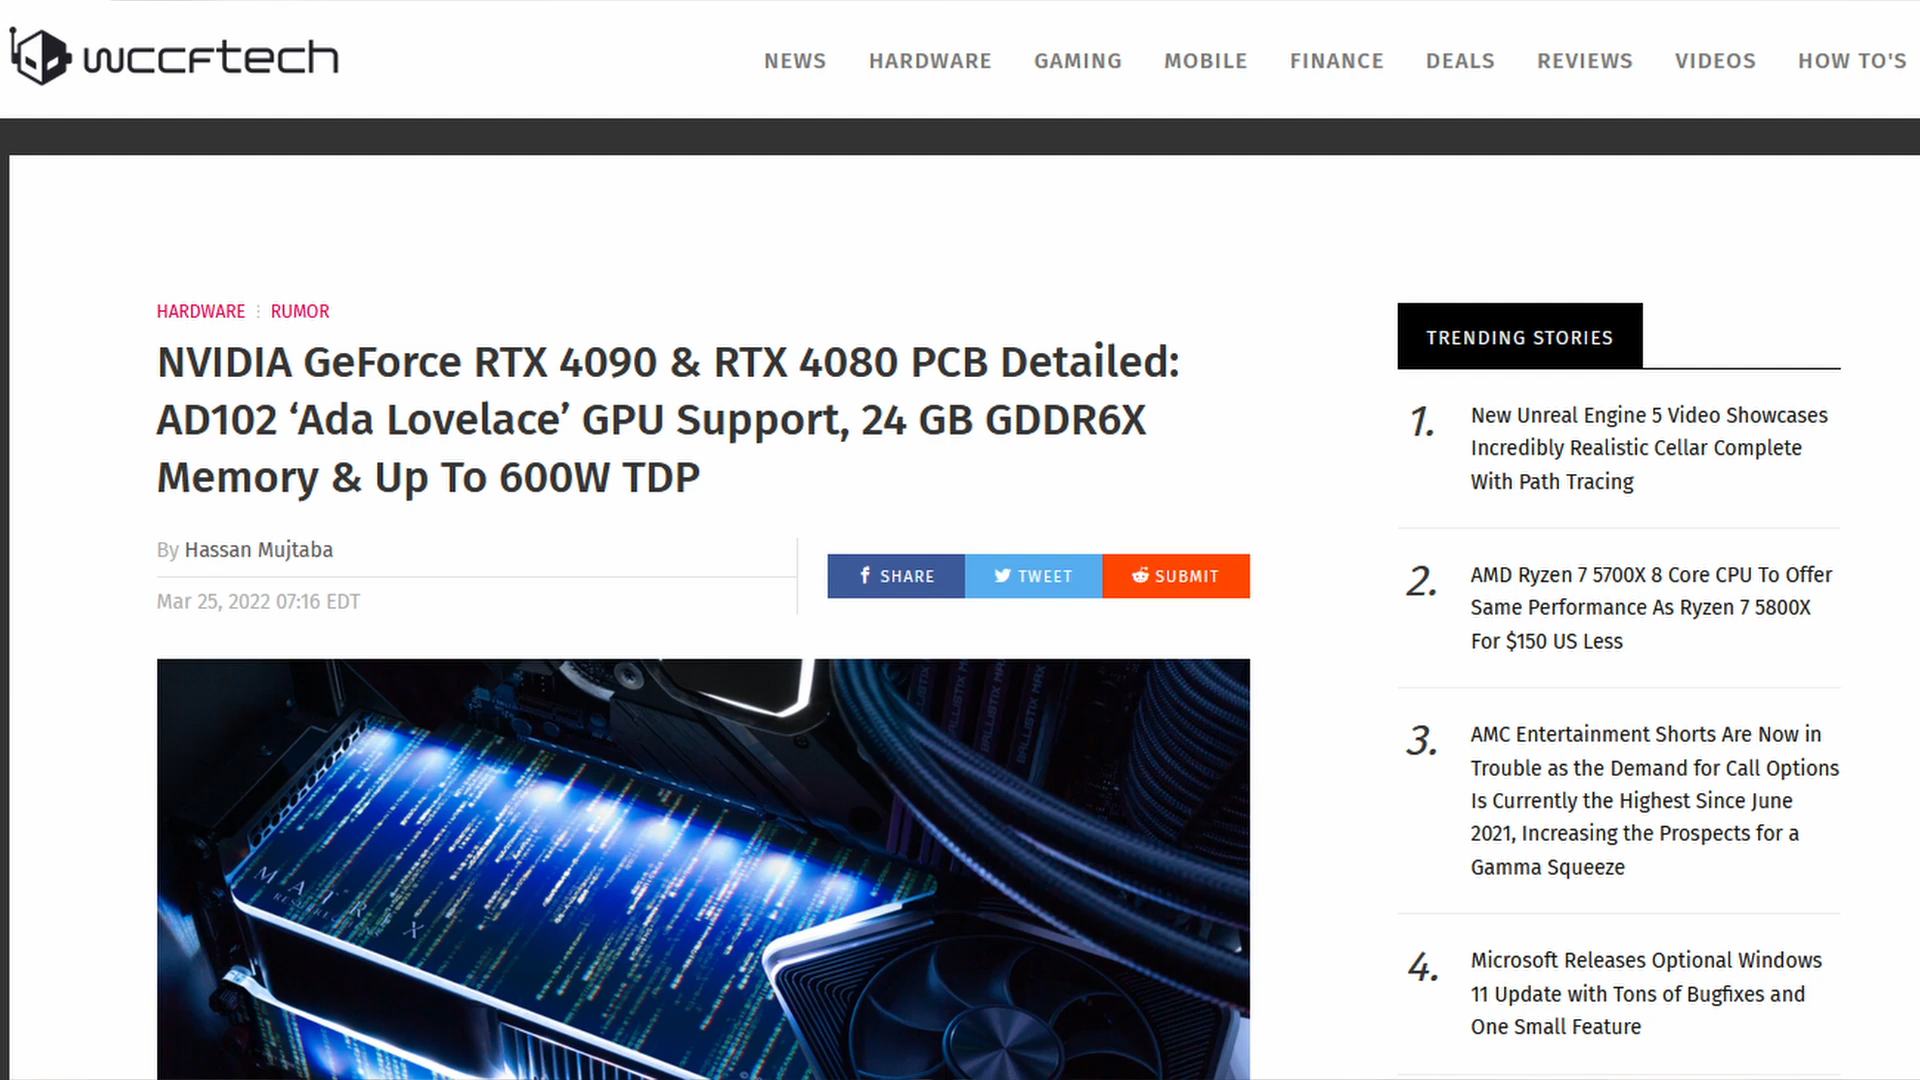 wccftech
NEWS HARDWARE GAMING MOBILE FINANCE DEALS REVIEWS VIDEOS HOW TO'S
HARDWARE RUMOR
NVIDIA GeForce RTX 4090 & RTX 4080 PCB Detailed:
AD102 ‘Ada Lovelace’ GPU Support, 24 GB GDDR6X
Memory & Up To 600W TDP
By Hassan Mujtaba
Mar 25, 2022 07:16 EDT
SHARE TWEET SUBMIT
BALLISTIX MAX
BALLISTIX MAX
BALLISTIX MAX
TRENDING STORIES
1. New Unreal Engine 5 Video Showcases
Incredibly Realistic Cellar Complete
With Path Tracing
2. AMD Ryzen 7 5700X 8 Core CPU To Offer
Same Performance As Ryzen 7 5800X
For $150 US Less
3. AMC Entertainment Shorts Are Now in
Trouble as the Demand for Call Options
Is Currently the Highest Since June
2021, Increasing the Prospects for a
Gamma Squeeze
4. Microsoft Releases Optional Windows
11 Update with Tons of Bugfixes and
One Small Feature